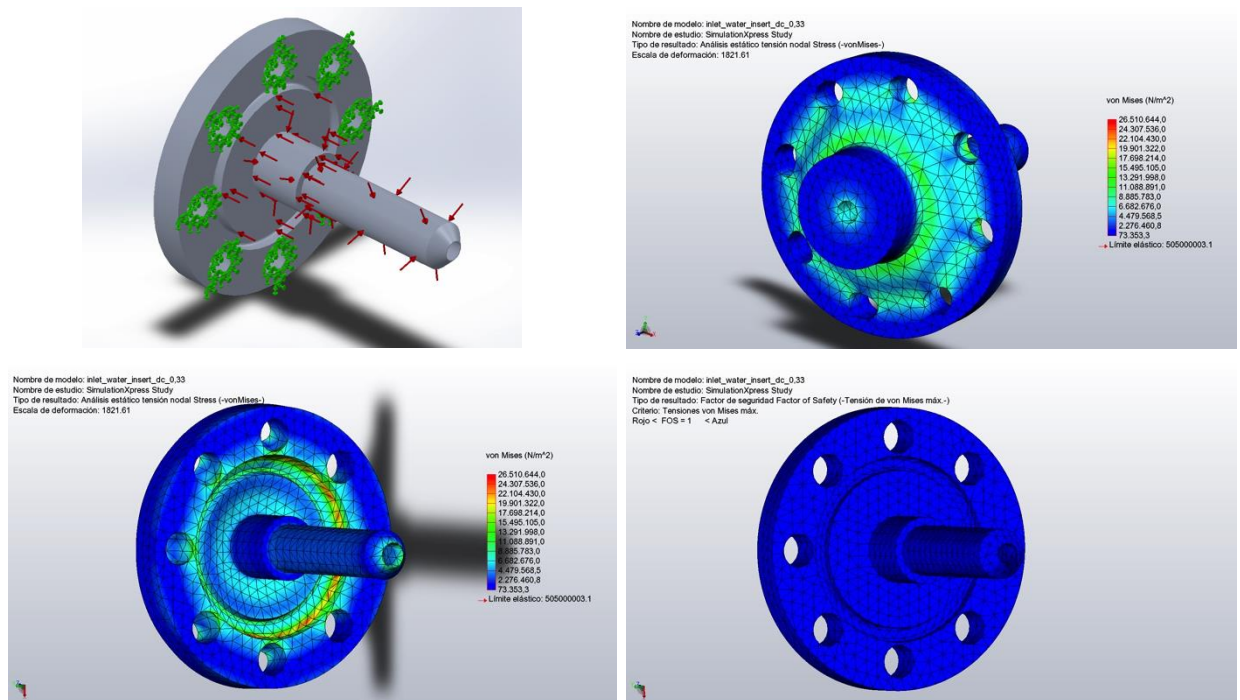 Nombre de modelo: inlet_water_insert_dc_0,33
Nombre de estudio: SimulationXpress Study
Tipo de resultado: Análisis estático tensión nodal Stress (-vonMises-)
Escala de deformación: 1821.61
von Mises (N/m^2)
26.510.644,0
24.307.536,0
22.104.430,0
19.901.322,0
17.698.214,0
15.495.105,0
13.291.998,0
11.088.891,0
8.885.783,0
6.682.676,0
4.479.568,5
2.276.460,8
73.353,3
Límite elástico: 505000003.1
Nombre de modelo: inlet_water_insert_dc_0,33
Nombre de estudio: SimulationXpress Study
Tipo de resultado: Análisis estático tensión nodal Stress (-vonMises-)
Escala de deformación: 1821.61
von Mises (N/m^2)
26.510.644,0
24.307.536,0
22.104.430,0
19.901.322,0
17.698.214,0
15.495.105,0
13.291.998,0
11.088.891,0
8.885.783,0
6.682.676,0
4.479.568,5
2.276.460,8
73.353,3
Límite elástico: 505000003.1
Nombre de modelo: inlet_water_insert_dc_0,33
Nombre de estudio: SimulationXpress Study
Tipo de resultado: Factor de seguridad Factor of Safety (-Tensión de von Mises máx.-)
Criterio: Tensiones von Mises máx.
Rojo < FOS = 1 < Azul